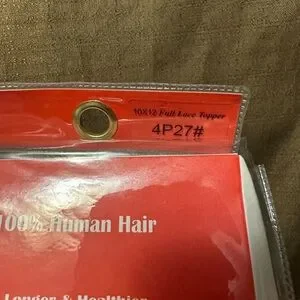 10X12 Full Lace Topper
4P27#
100% Human Hair
Longer & Healthier